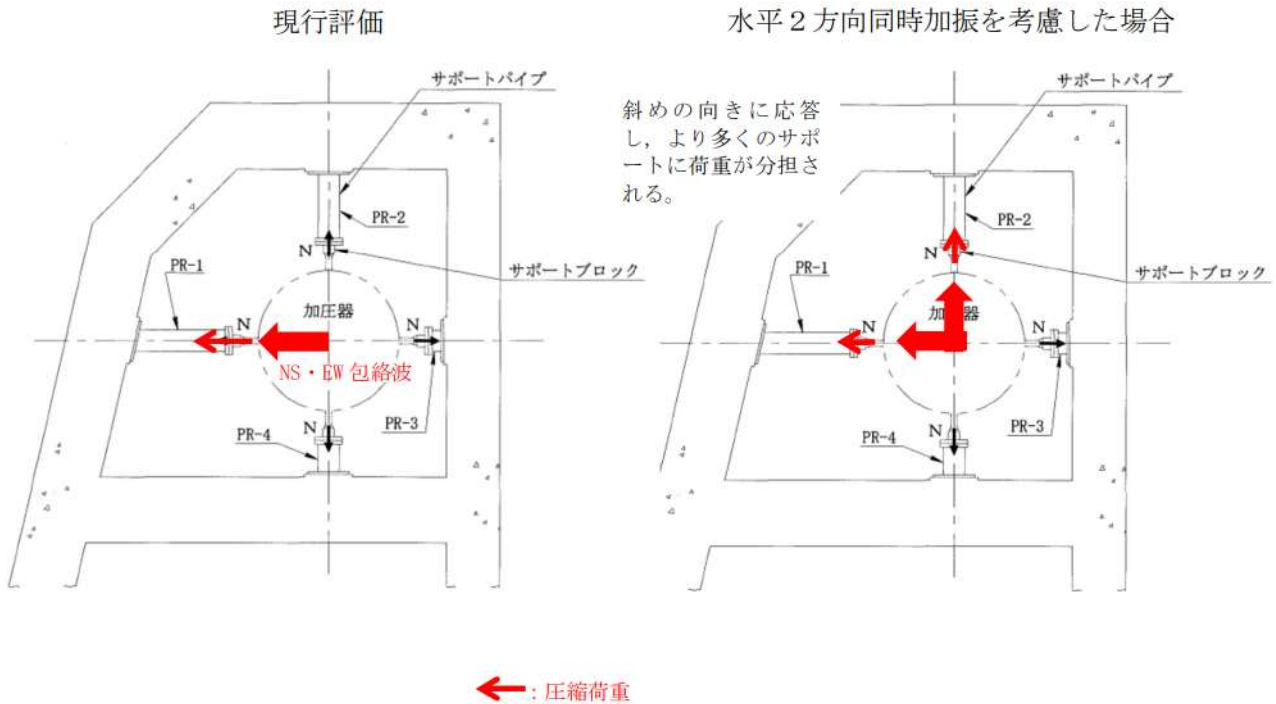 現行評価
水平２方向同時加振を考慮した場合
サポートパイプ
PR-2
N
サポートブロック
PR-1
N
加圧器
N
NS・EW 包絡波
PR-3
N
PR-4
斜めの向きに応答
し，より多くのサポ
ートに荷重が分担さ
れる。
サポートパイプ
PR-2
N
サポートブロック
PR-1
N
加
器
N
PR-3
N
PR-4
：圧縮荷重